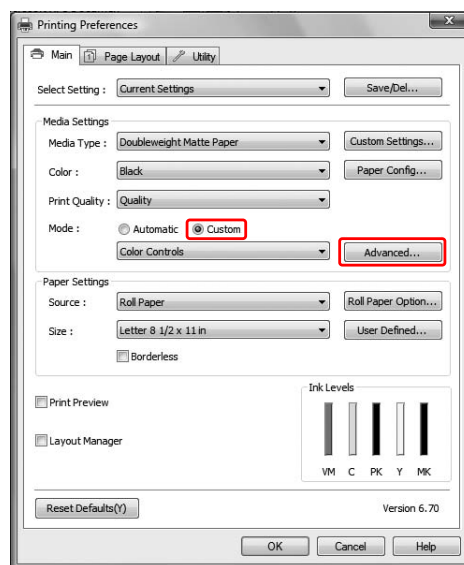 Printing Preferences
X
Main Page Layout Utility
Select Setting : Current Settings Save/Del...
Media Settings
Media Type : Doubleweight Matte Paper Custom Settings...
Color : Black Paper Config...
Print Quality : Quality
Mode : Automatic Custom
Color Controls Advanced...
Paper Settings
Source : Roll Paper Roll Paper Option...
Size : Letter 8 1/2 x 11 in User Defined...
Borderless
Ink Levels
Print Preview
Layout Manager
VM C PK Y MK
Reset Defaults(Y) Version 6.70
OK Cancel Help